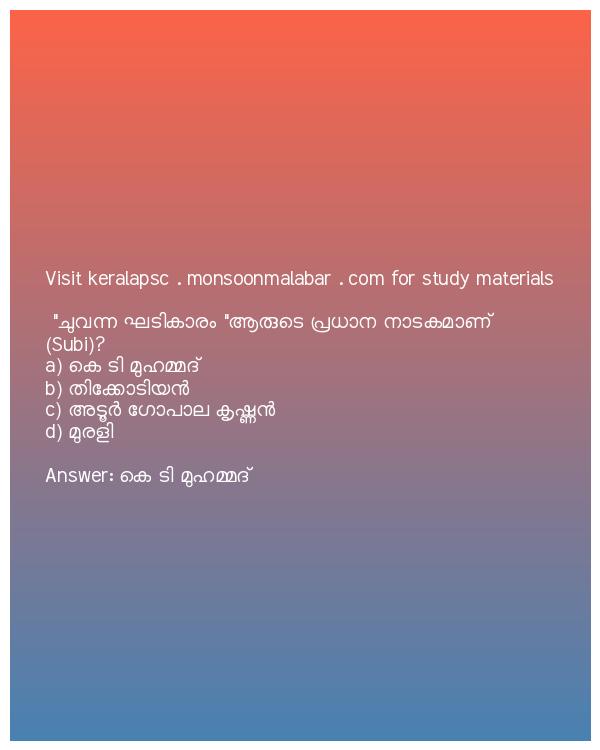 Visit keralapsc . monsoonmalabar . com for study materials
"ചുവന്ന ഘടികാരം "ആരുടെ പ്രധാന നാടകമാണ്
(Subi)?
a) കെ ടി മുഹമ്മദ്
b) തിക്കോടിയൻ
c) അടൂർ ഗോപാല കൃഷ്ണൻ
d) മുരളി
Answer: കെ ടി മുഹമ്മദ്